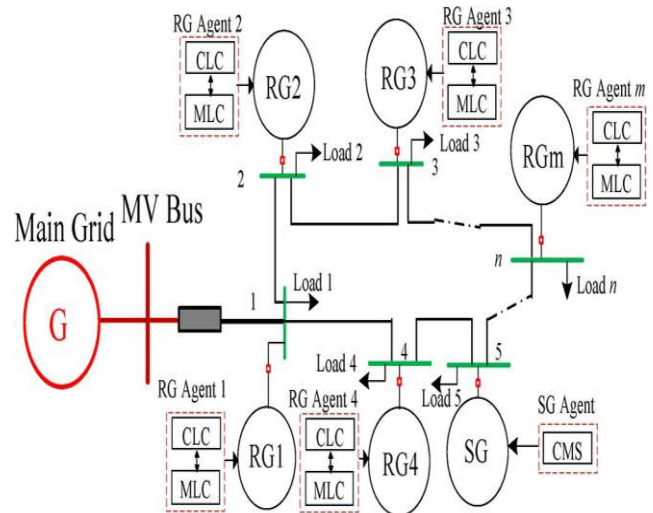 RG Agent 2
CLC
MLC
RG2
Load 2
2
RG Agent 3
CLC
MLC
RG3
Load 3
3
RG Agent m
CLC
MLC
RGm
n
Load n
Main Grid
G
MV Bus
1
Load 1
RG Agent 1
CLC
MLC
RG1
Load 4
4
RG Agent 4
CLC
MLC
RG4
Load 5
5
SG
SG Agent
CMS